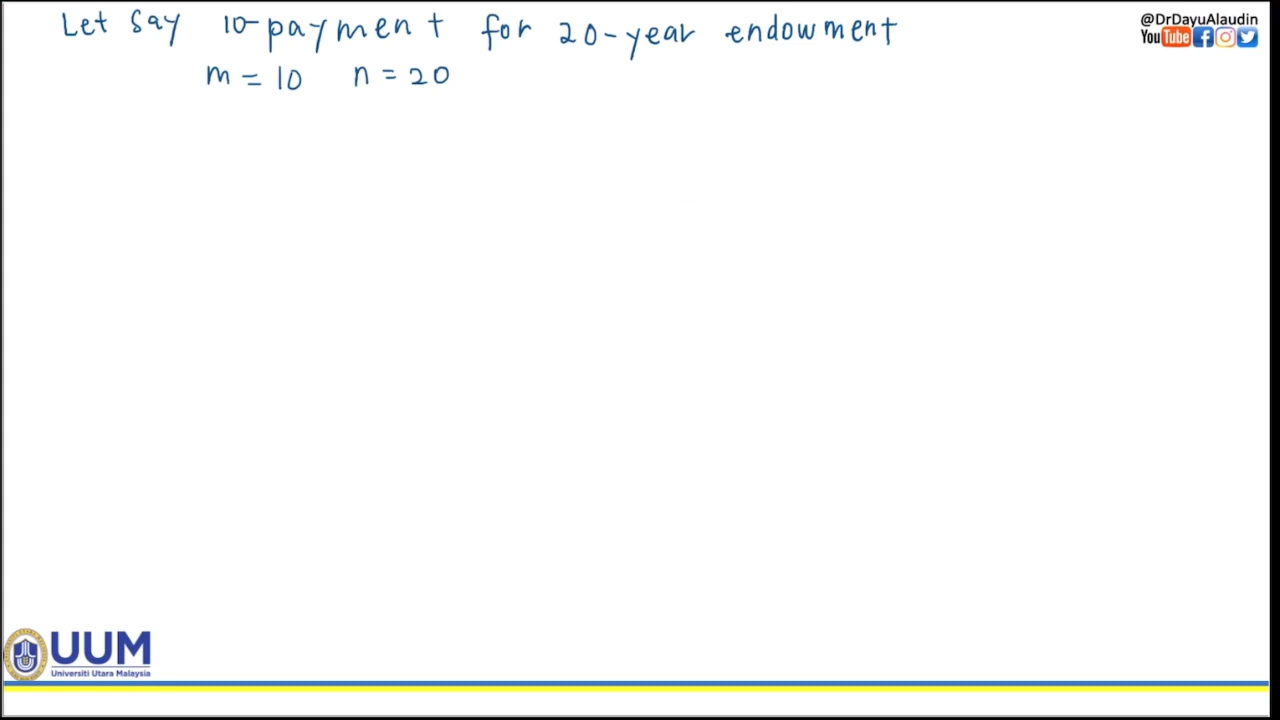 Let say 10-payment for 20-year endowment
m = 10 n = 20
@DrDayuAlaudin
YouTube
UUM
Universiti Utara Malaysia